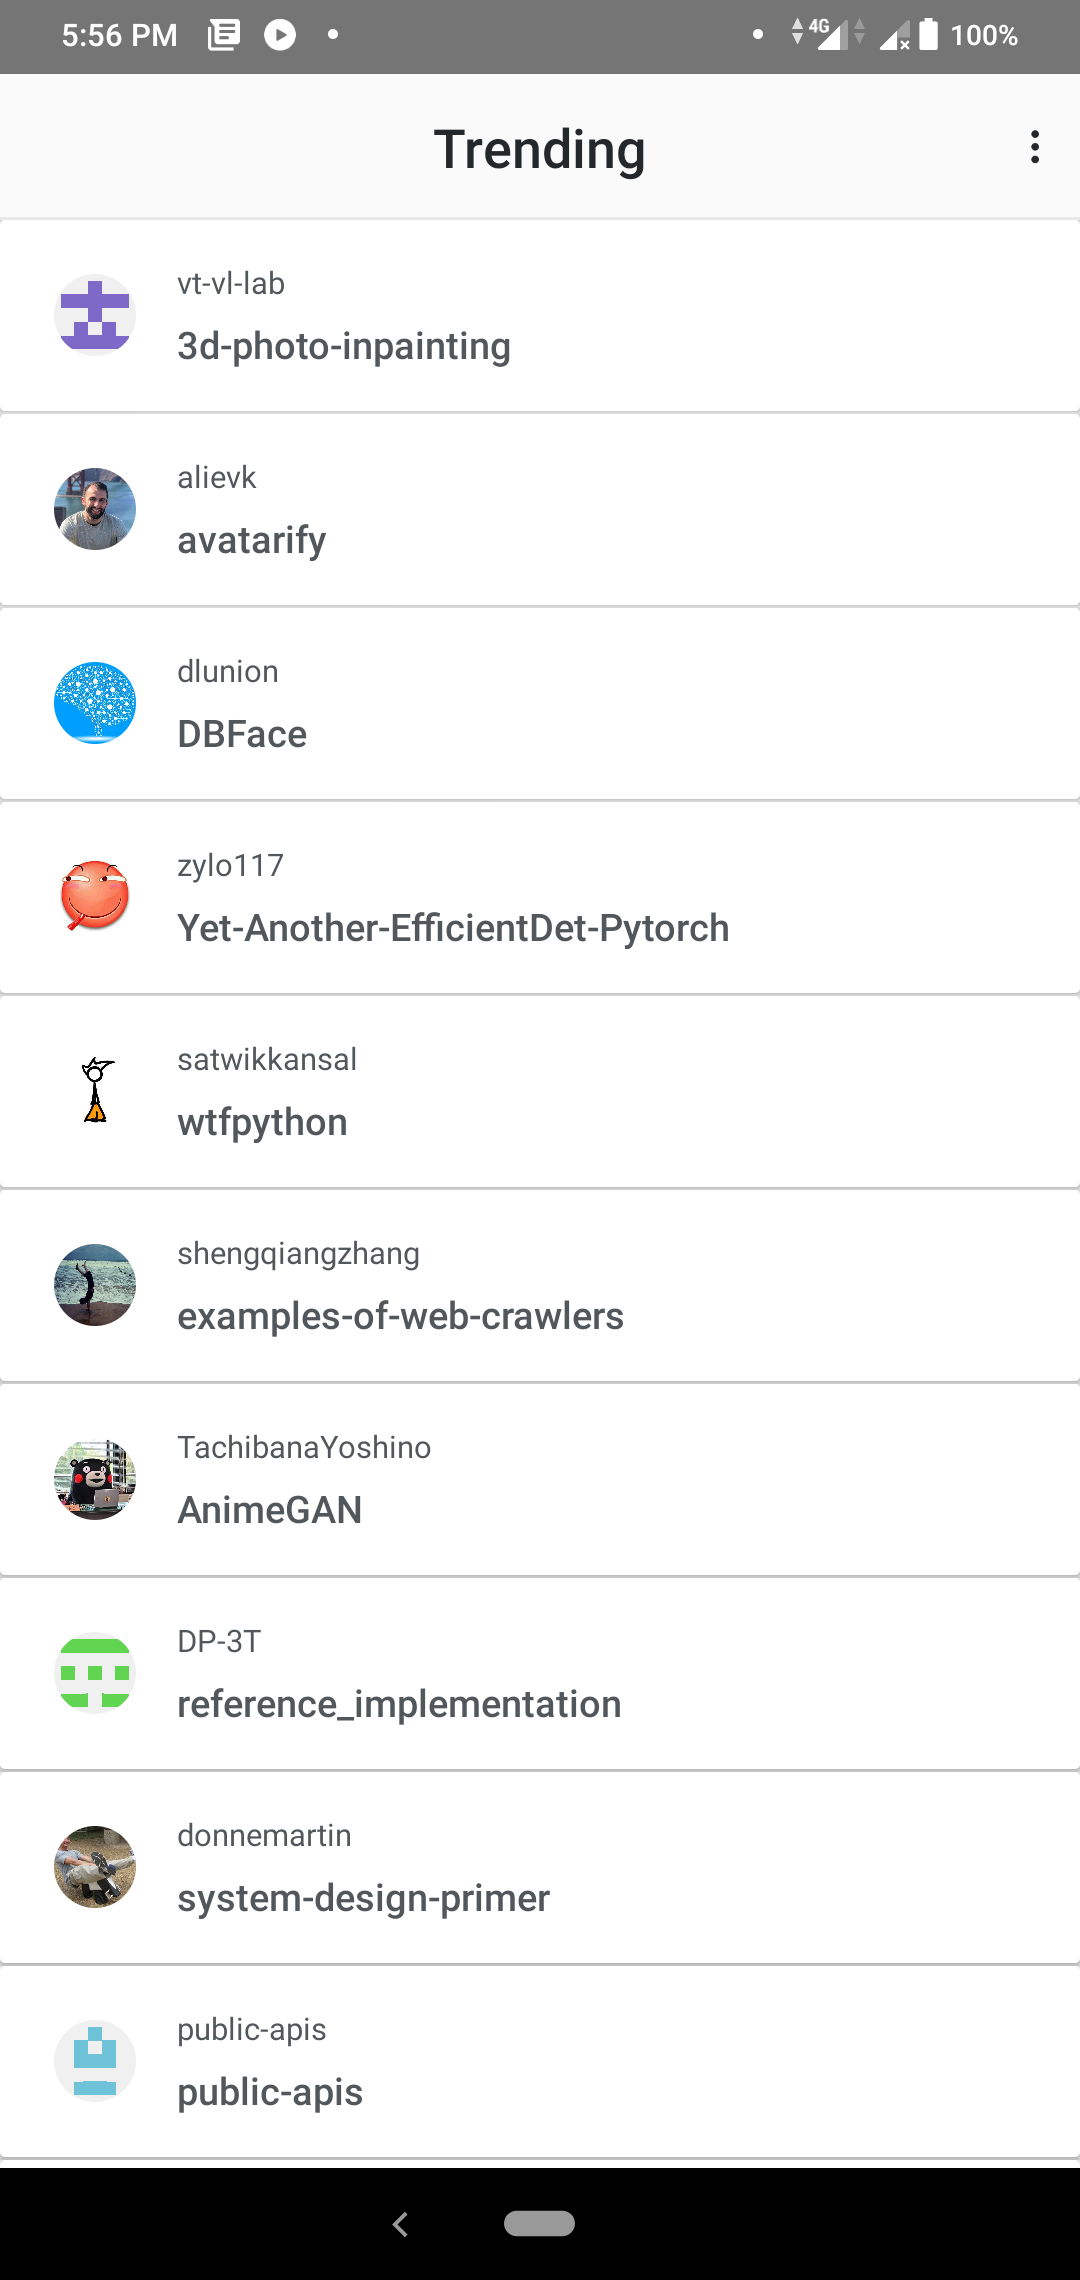 5:56 PM 4G 100%
Trending
vt-vl-lab
3d-photo-inpainting
alievk
avatarify
dlunion
DBFace
zylo117
Yet-Another-EfficientDet-Pytorch
satwikkansal
wtfpython
shengqiangzhang
examples-of-web-crawlers
TachibanaYoshino
AnimeGAN
DP-3T
reference_implementation
donnemartin
system-design-primer
public-apis
public-apis